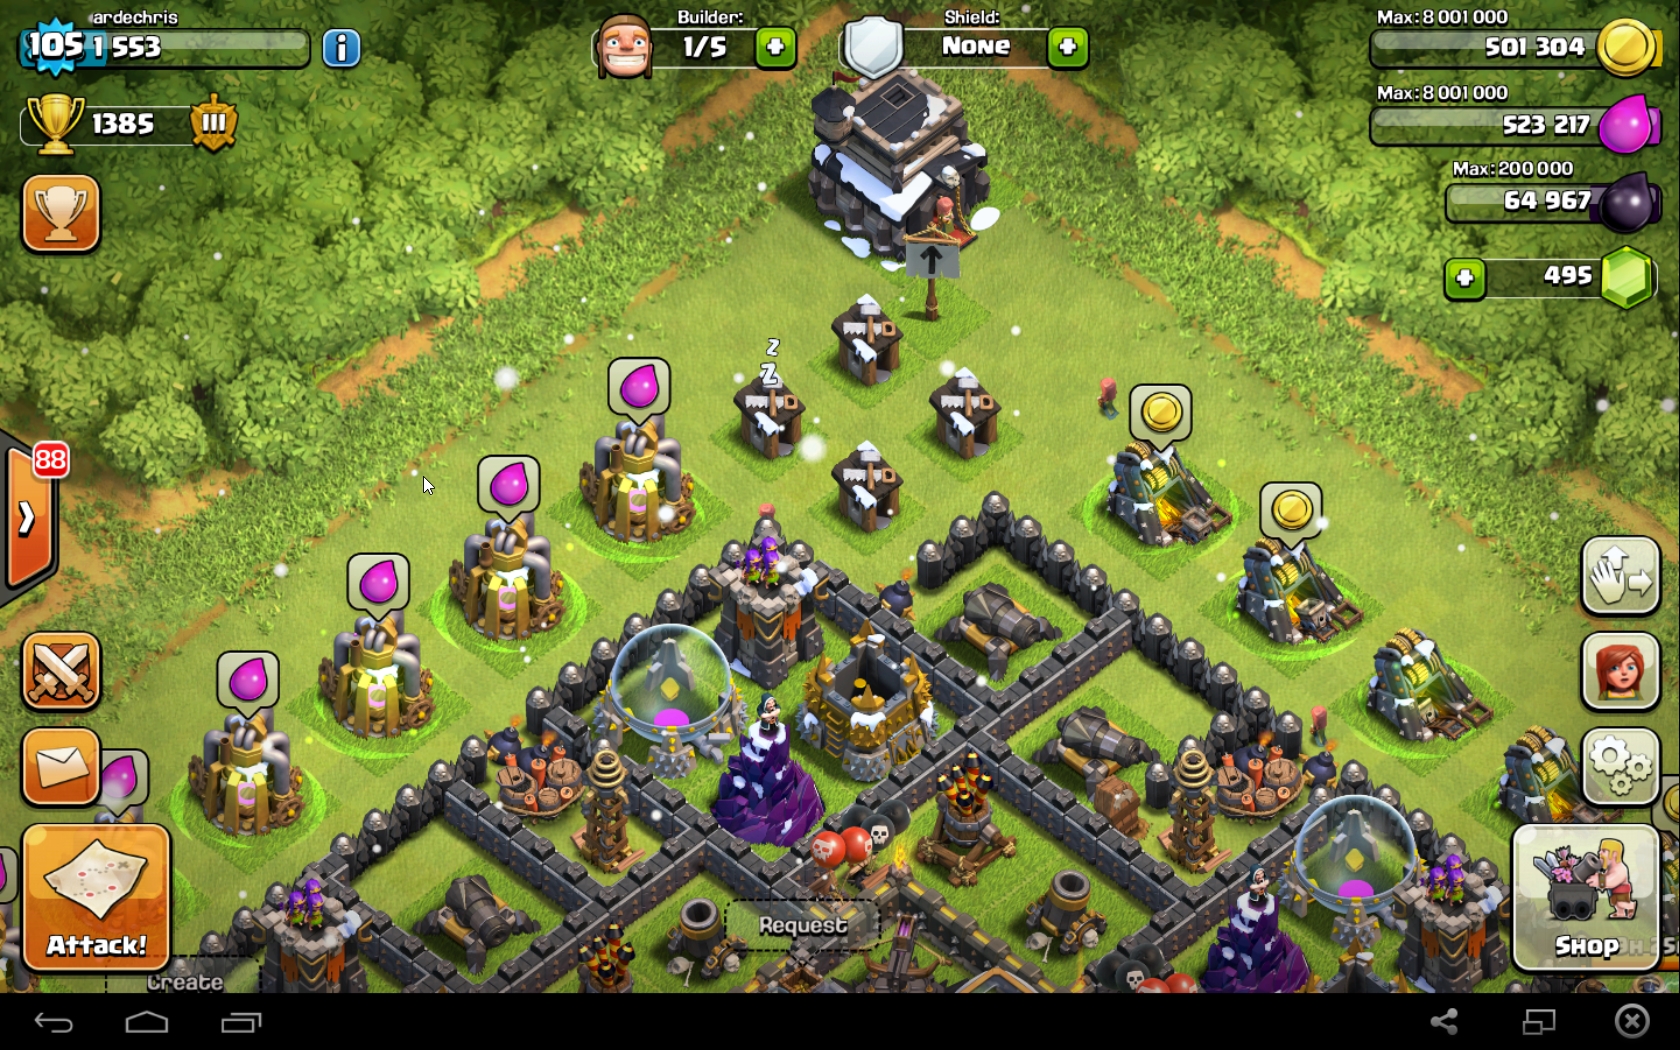 ardechris
105 1 553
i
Builder:
1/5
Shield:
None
Max: 8 001 000
501 304
1385
III
Max: 8 001 000
523 217
Max: 200 000
64 967
495
z
Z
88
Request
Attack!
Create
Shop